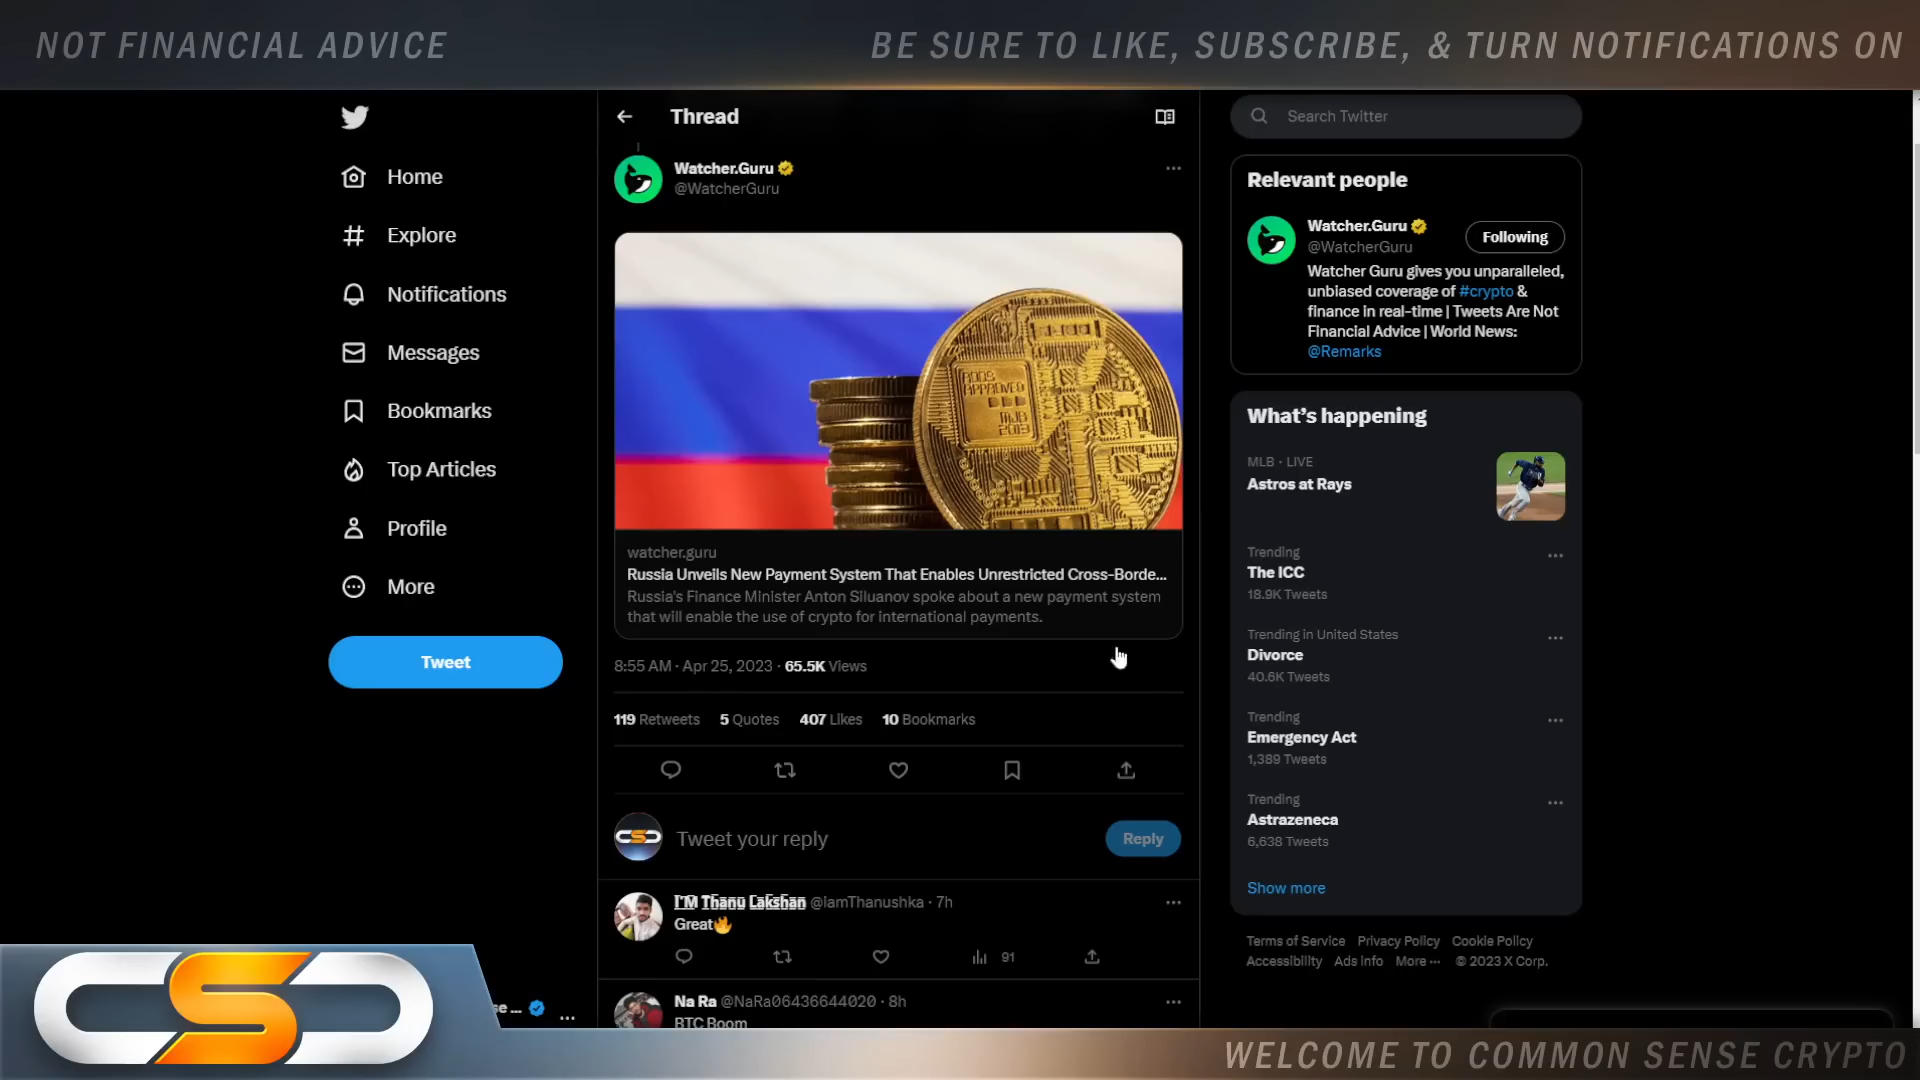 NOT FINANCIAL ADVICE
BE SURE TO LIKE, SUBSCRIBE, & TURN NOTIFICATIONS ON
Home
Explore
Notifications
Messages
Bookmarks
Top Articles
Profile
More
Tweet
Thread
Watcher.Guru
@WatcherGuru
ADDS
APPROVED
MJB
2013
watcher.guru
Russia Unveils New Payment System That Enables Unrestricted Cross-Borde...
Russia's Finance Minister Anton Siluanov spoke about a new payment system
that will enable the use of crypto for international payments.
8:55 AM · Apr 25, 2023 · 65.5K Views
119 Retweets 5 Quotes 407 Likes 10 Bookmarks
CSC
Tweet your reply
Reply
I'M Thanu Lakshan @IamThanushka · 7h
Great🔥
91
Na Ra @NaRa06436644020 · 8h
BTC Boom
Search Twitter
Relevant people
Watcher.Guru
@WatcherGuru
Following
Watcher Guru gives you unparalleled,
unbiased coverage of #crypto &
finance in real-time | Tweets Are Not
Financial Advice | World News:
@Remarks
What's happening
MLB · LIVE
Astros at Rays
Trending
The ICC
18.9K Tweets
Trending in United States
Divorce
40.6K Tweets
Trending
Emergency Act
1,389 Tweets
Trending
Astrazeneca
6,638 Tweets
Show more
Terms of Service Privacy Policy Cookie Policy
Accessibility Ads info More ··· © 2023 X Corp.
CSC
se ...
WELCOME TO COMMON SENSE CRYPTO